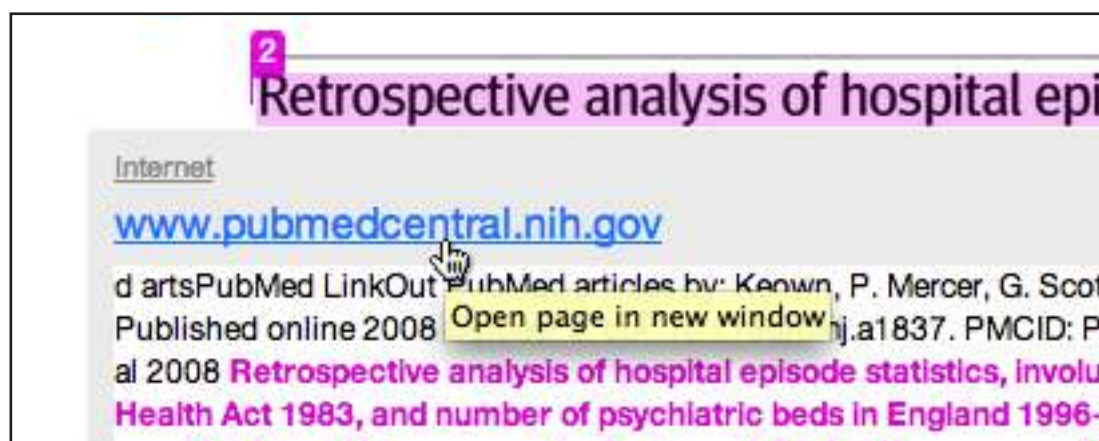 2
Retrospective analysis of hospital epi
Internet
www.pubmedcentral.nih.gov
d artsPubMed LinkOut PubMed articles by: Keown, P. Mercer, G. Scot
Published online 2008 Open page in new window nj.a1837. PMCID: P
al 2008 Retrospective analysis of hospital episode statistics, involu
Health Act 1983, and number of psychiatric beds in England 1996-